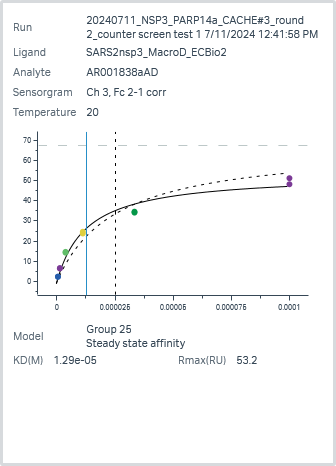 Run 20240711_NSP3_PARP14a_CACHE#3_round
2_counter screen test 1 7/11/2024 12:41:58 PM
Ligand SARS2nsp3_MacroD_ECBio2
Analyte AR001838aAD
Sensorgram Ch 3, Fc 2-1 corr
Temperature 20
70
60
50
40
30
20
10
0
0 0.000025 0.00005 0.000075 0.0001
Model Group 25
Steady state affinity
KD(M) 1.29e-05 Rmax(RU) 53.2